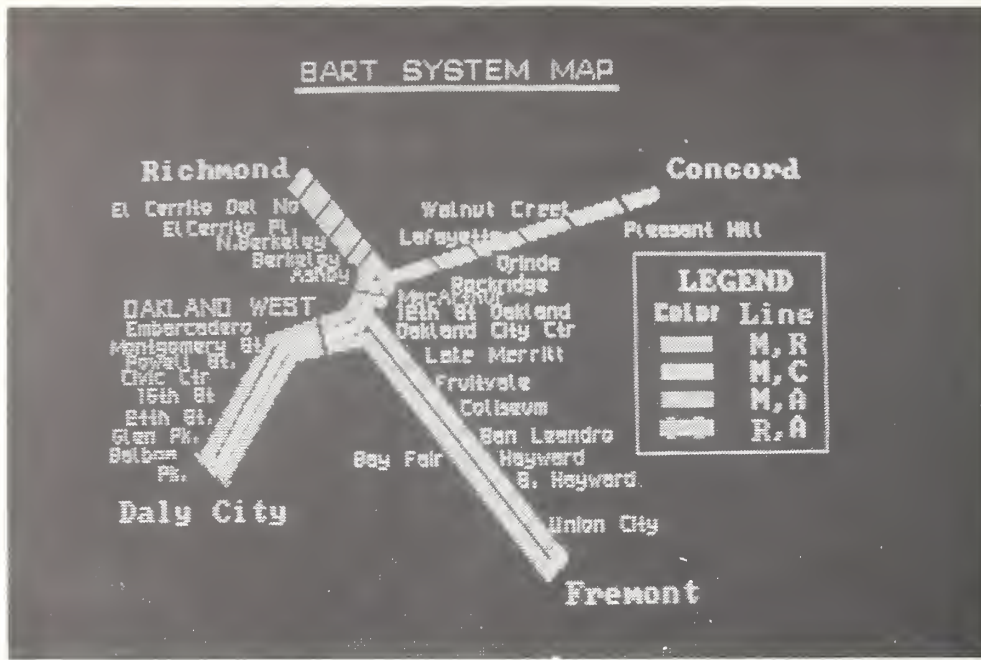 BART SYSTEM MAP
Richmond
Concord
El Cerrito Del No
El Cerrito Pl
N.Berkeley
Berkeley
Ashby
Walnut Creek
Lafayette
Pleasant Hill
Orinda
Rockridge
MacArthur
OAKLAND WEST
Embarcadero
Montgomery St
Powell St.
Civic Ctr
16th St
24th St.
Glen Pk.
Balboa
Pk.
Daly City
Oakland City Ctr
Lake Merritt
Fruitvale
Coliseum
San Leandro
Bay Fair
Hayward
S. Hayward
Union City
Fremont
LEGEND
Color Line
M,R
M,C
M,A
R,A